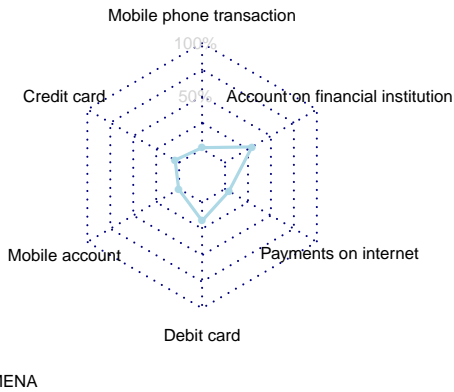 Mobile phone transaction
100%
Credit card
50%
Account on financial institution
Mobile account
Payments on internet
Debit card
MENA